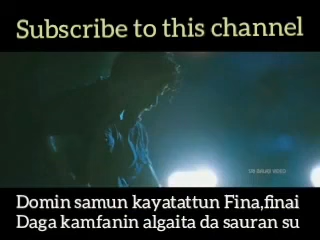 Subscribe to this channel
Domin samun kayatattun Fina,finai
Daga kamfanin algaita da sauran su